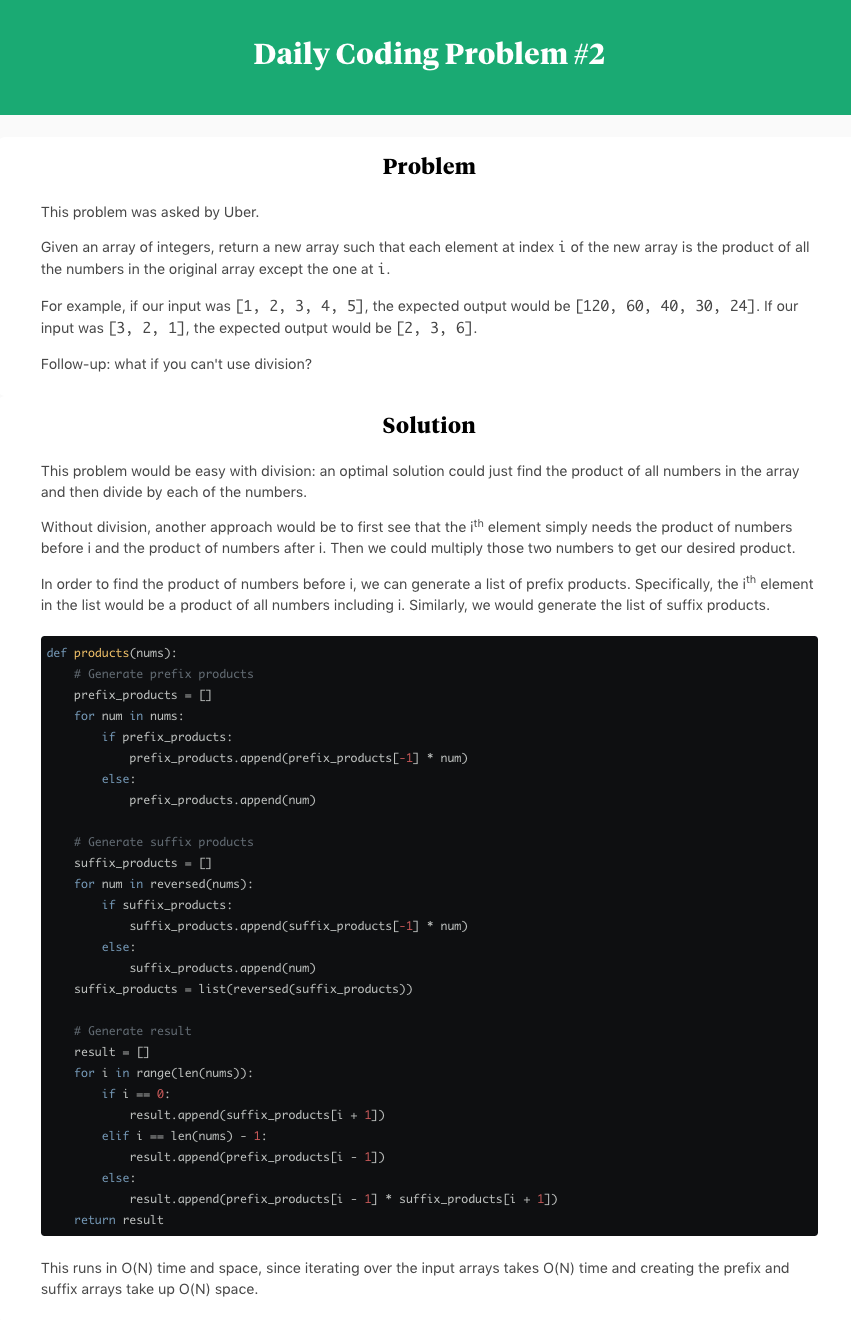 Daily Coding Problem #2
Problem
This problem was asked by Uber.
Given an array of integers, return a new array such that each element at index i of the new array is the product of all
the numbers in the original array except the one at i.
For example, if our input was [1, 2, 3, 4, 5], the expected output would be [120, 60, 40, 30, 24]. If our
input was [3, 2, 1], the expected output would be [2, 3, 6].
Follow-up: what if you can't use division?
Solution
This problem would be easy with division: an optimal solution could just find the product of all numbers in the array
and then divide by each of the numbers.
Without division, another approach would be to first see that the ith element simply needs the product of numbers
before i and the product of numbers after i. Then we could multiply those two numbers to get our desired product.
In order to find the product of numbers before i, we can generate a list of prefix products. Specifically, the ith element
in the list would be a product of all numbers including i. Similarly, we would generate the list of suffix products.
def products(nums):
    # Generate prefix products
    prefix_products = []
    for num in nums:
        if prefix_products:
            prefix_products.append(prefix_products[-1] * num)
        else:
            prefix_products.append(num)

    # Generate suffix products
    suffix_products = []
    for num in reversed(nums):
        if suffix_products:
            suffix_products.append(suffix_products[-1] * num)
        else:
            suffix_products.append(num)
    suffix_products = list(reversed(suffix_products))

    # Generate result
    result = []
    for i in range(len(nums)):
        if i == 0:
            result.append(suffix_products[i + 1])
        elif i == len(nums) - 1:
            result.append(prefix_products[i - 1])
        else:
            result.append(prefix_products[i - 1] * suffix_products[i + 1])
    return result
This runs in O(N) time and space, since iterating over the input arrays takes O(N) time and creating the prefix and
suffix arrays take up O(N) space.